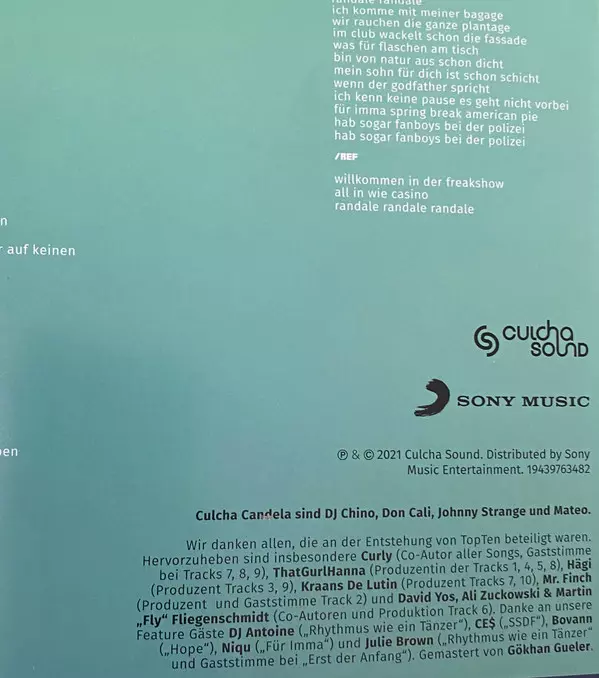 randale randale
ich komme mit meiner bagage
wir rauchen die ganze plantage
im club wackelt schon die fassade
was für flaschen am tisch
bin von natur aus schon dicht
mein sohn für dich ist schon schicht
wenn der godfather spricht
ich kenn keine pause es geht nicht vorbei
für imma spring break american pie
hab sogar fanboys bei der polizei
hab sogar fanboys bei der polizei
/REF
willkommen in der freakshow
all in wie casino
randale randale randale
auf keinen
culcha
sound
SONY MUSIC
℗ & © 2021 Culcha Sound. Distributed by Sony
Music Entertainment. 19439763482
Culcha Candela sind DJ Chino, Don Cali, Johnny Strange und Mateo.
Wir danken allen, die an der Entstehung von TopTen beteiligt waren.
Hervorzuheben sind insbesondere Curly (Co-Autor aller Songs, Gaststimme
bei Tracks 7, 8, 9), ThatGurlHanna (Produzentin der Tracks 1, 4, 5, 8), Hägi
(Produzent Tracks 3, 9), Kraans De Lutin (Produzent Tracks 7, 10), Mr. Finch
(Produzent und Gaststimme Track 2) und David Yos, Ali Zuckowski & Martin
„Fly“ Fliegenschmidt (Co-Autoren und Produktion Track 6). Danke an unsere
Feature Gäste DJ Antoine („Rhythmus wie ein Tänzer“), CE$ („SSDF“), Bovann
(„Hope“), Niqu („Für Imma“) und Julie Brown („Rhythmus wie ein Tänzer“
und Gaststimme bei „Erst der Anfang“). Gemastert von Gökhan Gueler.